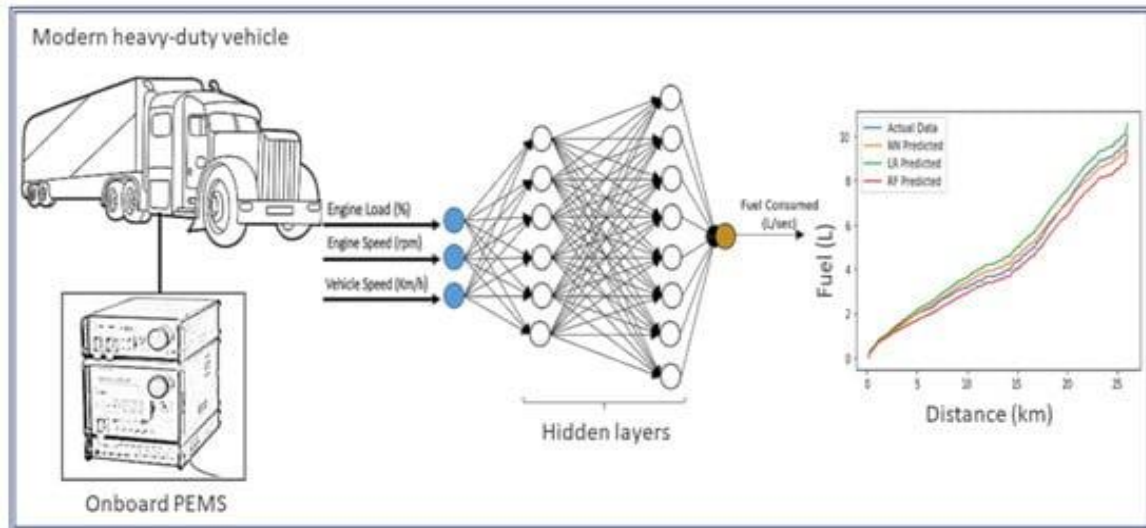 Modern heavy-duty vehicle
Onboard PEMS
Engine Load (%)
Engine Speed (rpm)
Vehicle Speed (Km/h)
Hidden layers
Fuel Consumed
(L/sec)
Actual Data
NN Predicted
LR Predicted
RF Predicted
Fuel (L)
10
8
6
4
2
0
0
5
10
15
20
25
Distance (km)